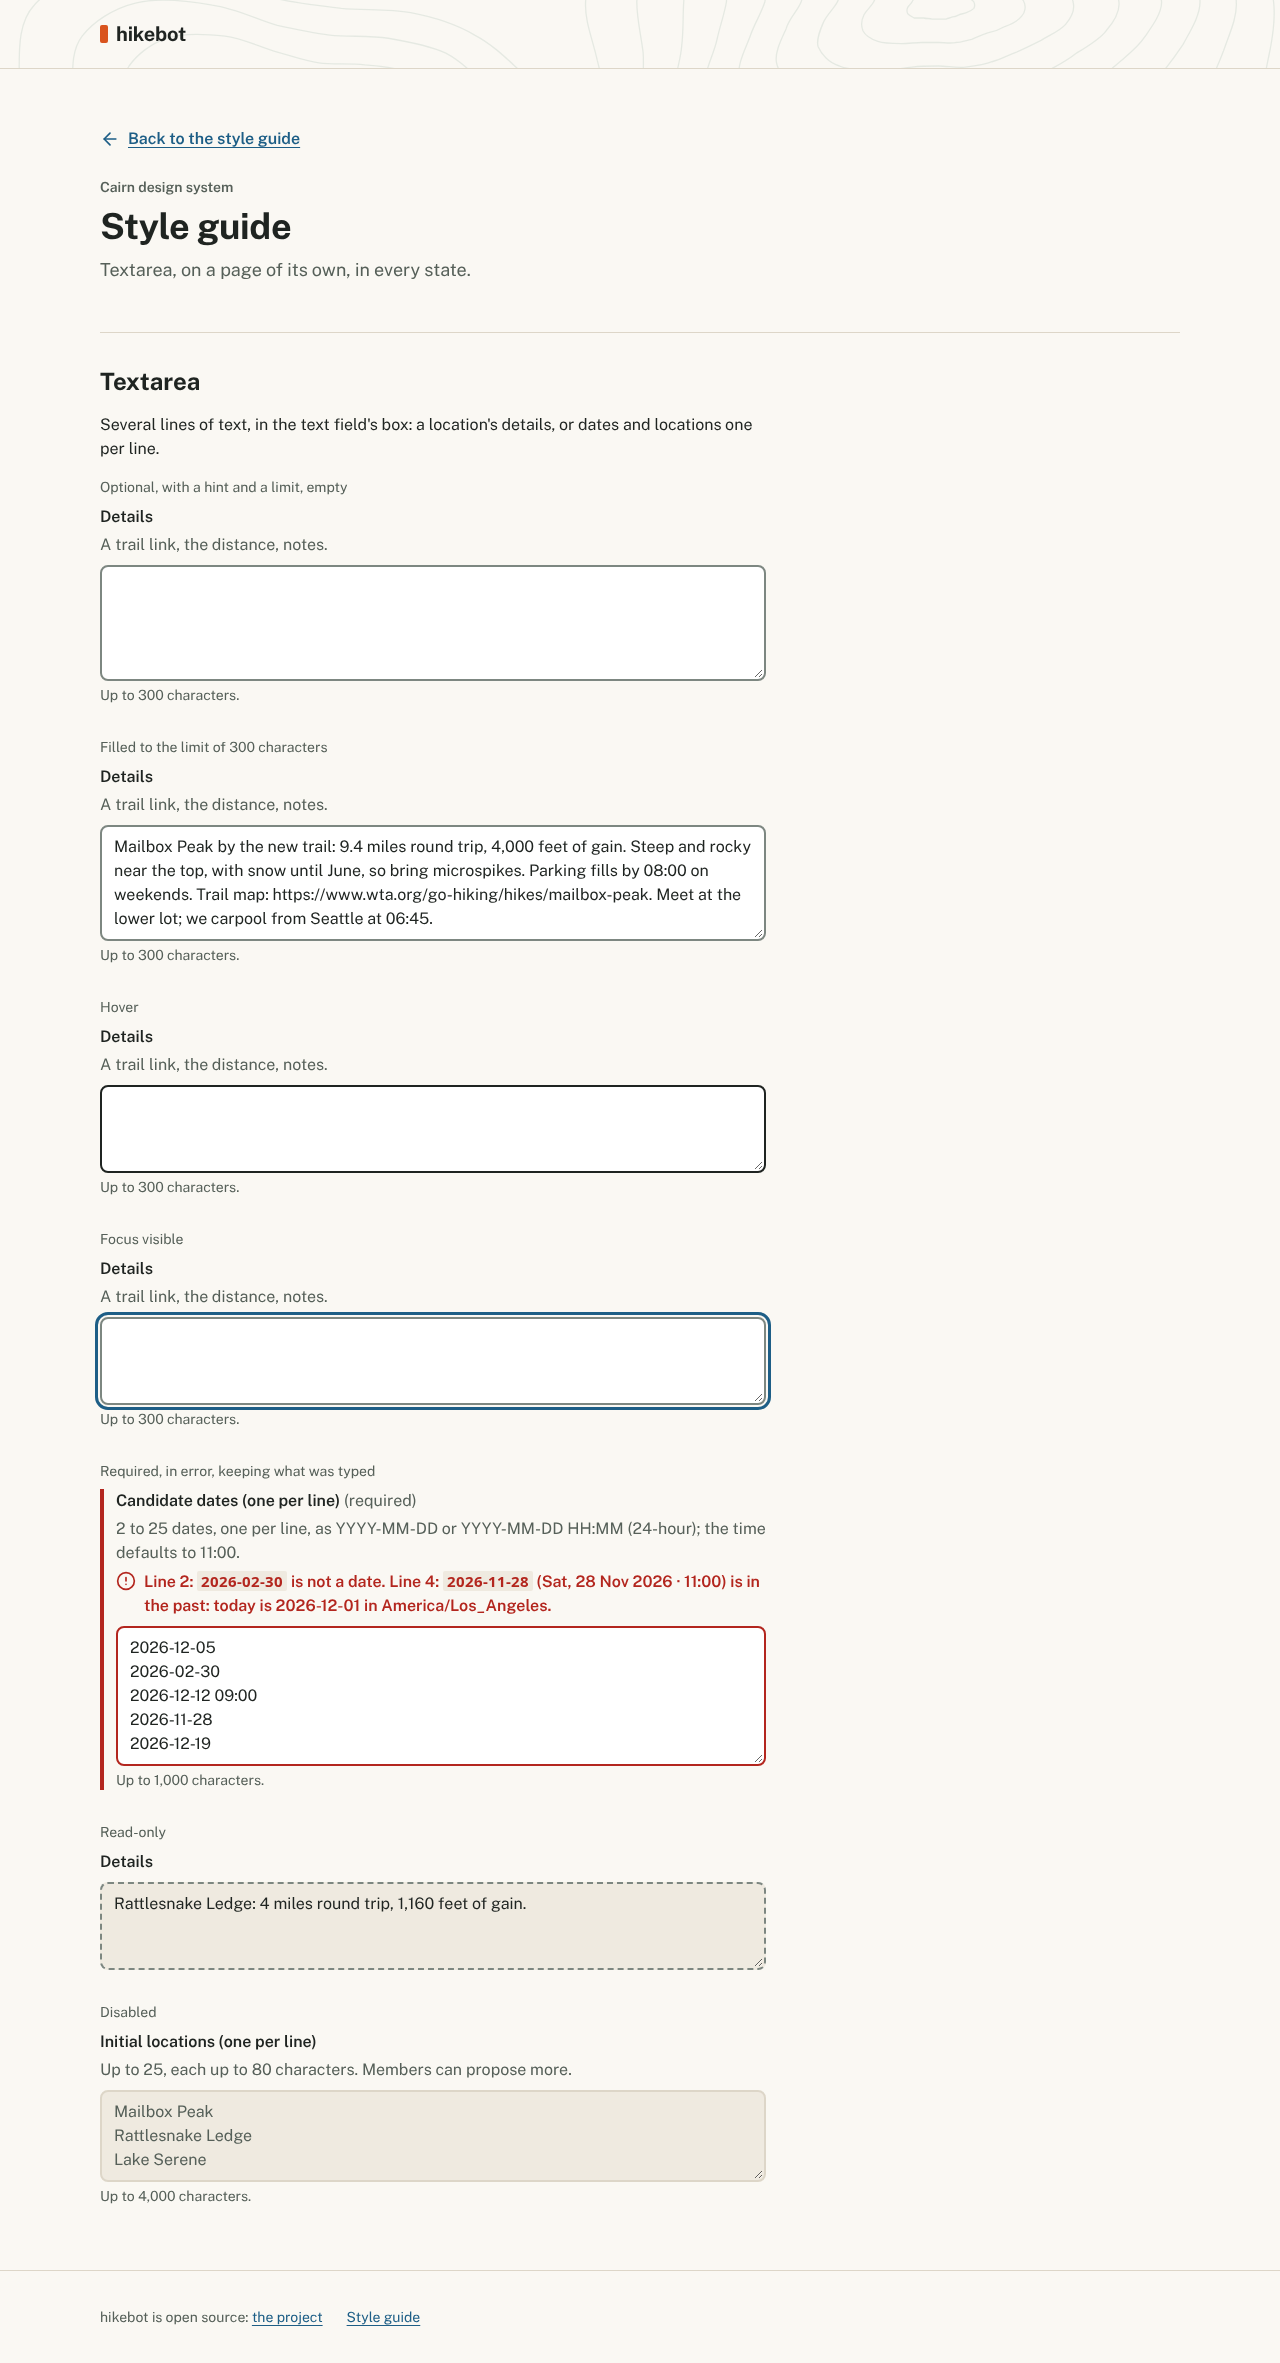 hikebot
Back to the style guide
Cairn design system
Style guide
Textarea, on a page of its own, in every state.
Textarea
Several lines of text, in the text field's box: a location's details, or dates and locations one
per line.
Optional, with a hint and a limit, empty
Details
A trail link, the distance, notes.
Up to 300 characters.
Filled to the limit of 300 characters
Details
A trail link, the distance, notes.
Mailbox Peak by the new trail: 9.4 miles round trip, 4,000 feet of gain. Steep and rocky
near the top, with snow until June, so bring microspikes. Parking fills by 08:00 on
weekends. Trail map: https://www.wta.org/go-hiking/hikes/mailbox-peak. Meet at the
lower lot; we carpool from Seattle at 06:45.
Up to 300 characters.
Hover
Details
A trail link, the distance, notes.
Up to 300 characters.
Focus visible
Details
A trail link, the distance, notes.
Up to 300 characters.
Required, in error, keeping what was typed
Candidate dates (one per line) (required)
2 to 25 dates, one per line, as YYYY-MM-DD or YYYY-MM-DD HH:MM (24-hour); the time
defaults to 11:00.
Line 2: 2026-02-30 is not a date. Line 4: 2026-11-28 (Sat, 28 Nov 2026 · 11:00) is in
the past: today is 2026-12-01 in America/Los_Angeles.
2026-12-05
2026-02-30
2026-12-12 09:00
2026-11-28
2026-12-19
Up to 1,000 characters.
Read-only
Details
Rattlesnake Ledge: 4 miles round trip, 1,160 feet of gain.
Disabled
Initial locations (one per line)
Up to 25, each up to 80 characters. Members can propose more.
Mailbox Peak
Rattlesnake Ledge
Lake Serene
Up to 4,000 characters.
hikebot is open source: the project Style guide